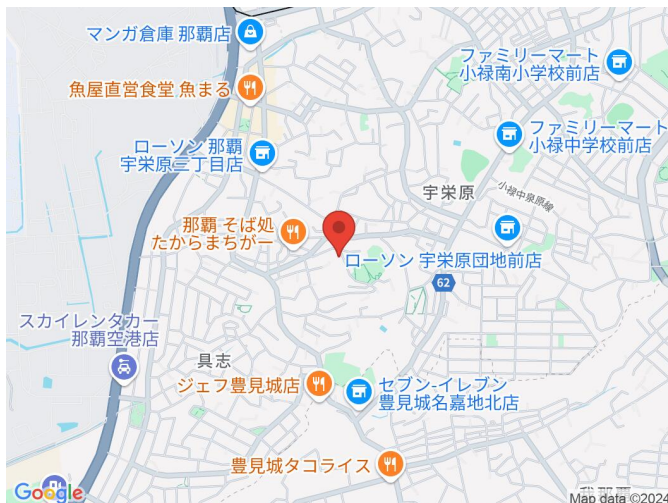 マンガ倉庫 那覇店
ファミリーマート
小禄南小学校前店
魚屋直営食堂 魚まる
ファミリーマート
小禄中学校前店
ローソン 那覇
宇栄原三丁目店
小禄中泉原線
宇栄原
那覇 そば処
たからまちがー
ローソン 宇栄原団地前店
62
スカイレンタカー
那覇空港店
具志
ジェフ豊見城店
セブン-イレブン
豊見城名嘉地北店
豊見城タコライス
Google
Map data ©2024